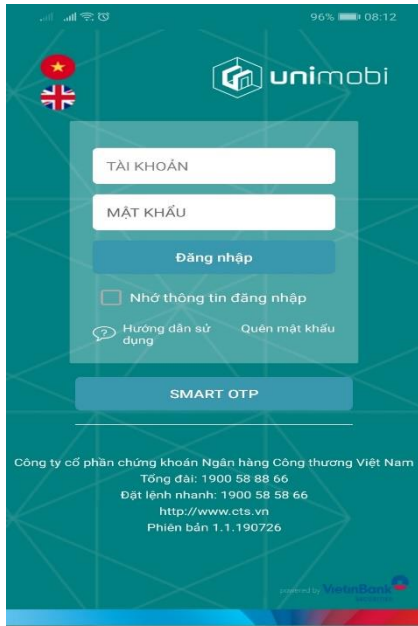 96% 08:12
unimobi
TÀI KHOẢN
MẬT KHẨU
Đăng nhập
Nhớ thông tin đăng nhập
Hướng dẫn sử
dụng
Quên mật khẩu
SMART OTP
Công ty cổ phần chứng khoán Ngân hàng Công thương Việt Nam
Tổng đài: 1900 58 88 66
Đặt lệnh nhanh: 1900 58 58 66
http://www.cts.vn
Phiên bản 1.1.190726
powered by VietinBank